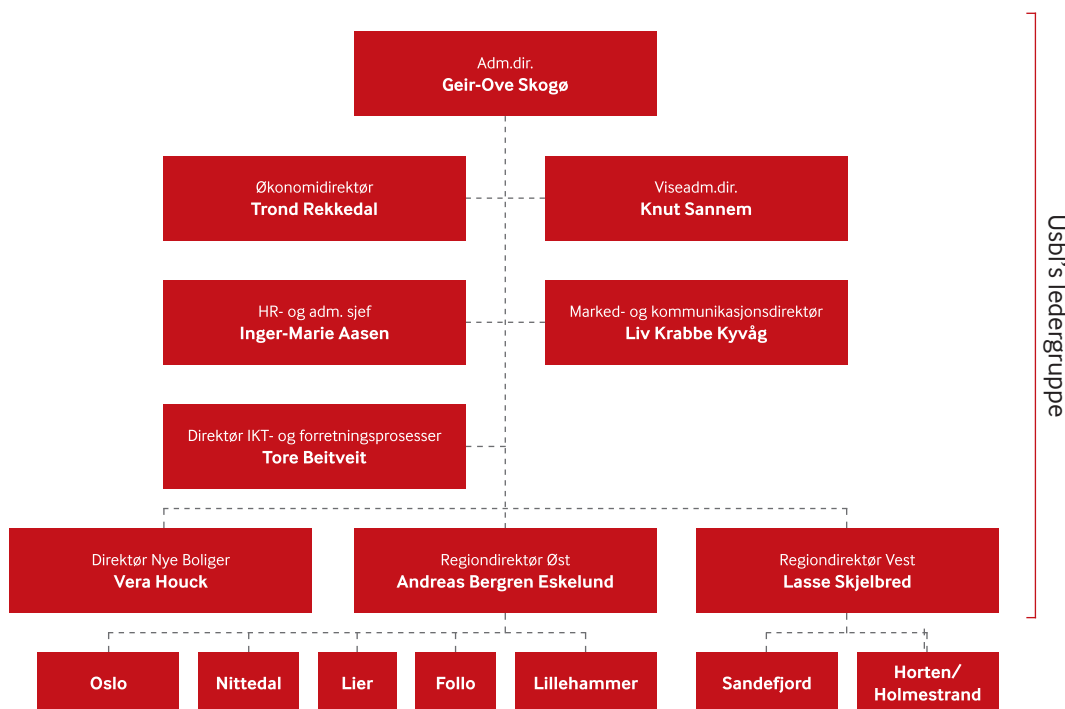 Adm.dir.
Geir-Ove Skogø
Økonomidirektør
Trond Rekkedal
Viseadm.dir.
Knut Sannem
HR- og adm. sjef
Inger-Marie Aasen
Marked- og kommunikasjonsdirektør
Liv Krabbe Kyvåg
Direktør IKT- og forretningsprosesser
Tore Beitveit
Direktør Nye Boliger
Vera Houck
Regiondirektør Øst
Andreas Bergren Eskelund
Regiondirektør Vest
Lasse Skjelbred
Oslo
Nittedal
Lier
Follo
Lillehammer
Sandefjord
Horten/
Holmestrand
Usbl's ledergruppe